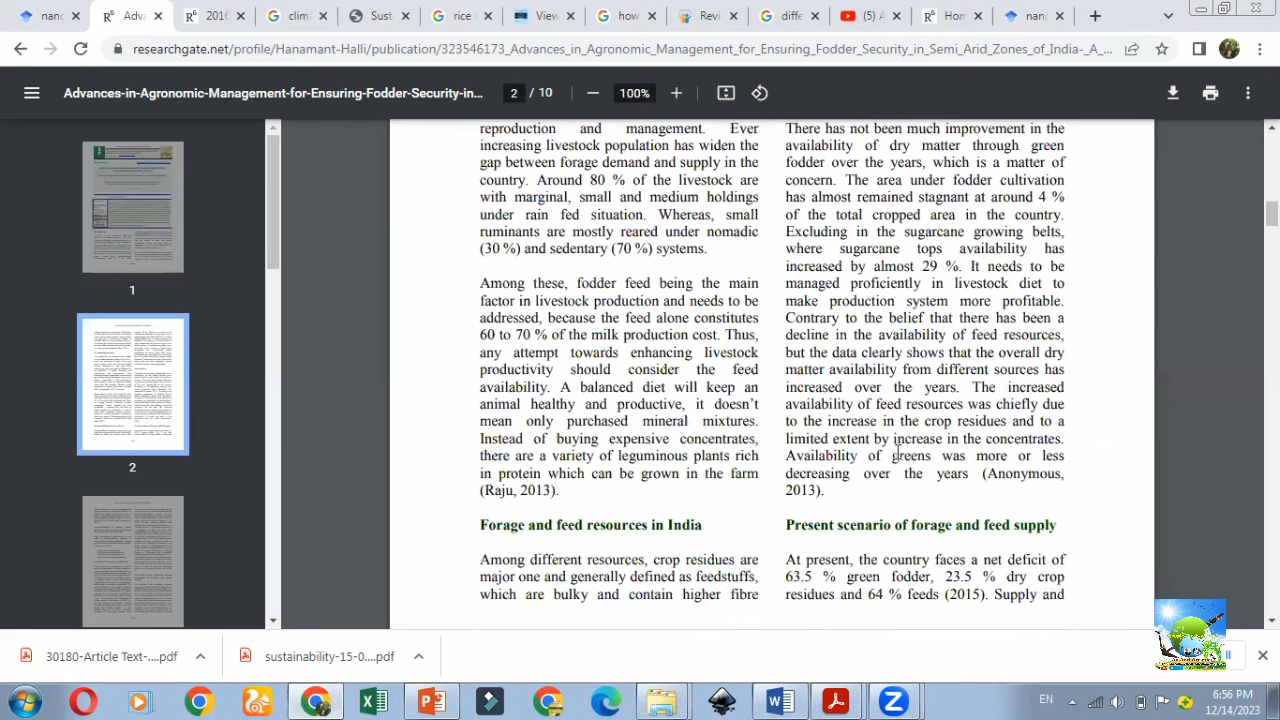 nanc
Adva
2016
clim
Sust
rice
View
how
Revi
diffe
(5) A
Hom
nanc
researchgate.net/profile/Hanamant-Halli/publication/323546173_Advances_in_Agronomic_Management_for_Ensuring_Fodder_Security_in_Semi_Arid_Zones_of_India-_A_...
Advances-in-Agronomic-Management-for-Ensuring-Fodder-Security-in...
2 / 10
100%
1
2
reproduction and management. Ever
increasing livestock population has widen the
gap between forage demand and supply in the
country. Around 80 % of the livestock are
with marginal, small and medium holdings
under rain fed situation. Whereas, small
ruminants mostly reared under nomadic
(30 %) and sedentary (70 %) systems.
Among these, fodder feed being the main
factor in livestock production and needs to be
addressed, because the feed alone constitutes
60- 70 % of the milk production cost. Thus,
any attempt towards enhancing livestock
productivity should consider the feed
availability. A balanced diet will keep an
animal healthy and productive, it doesn't
mean only purchased mineral mixtures.
Instead of buying expensive concentrates,
there are a variety of leguminous plants rich
in protein which can be grown in the farm
(Raju, 2013).
Forage and feed resources in India
Among different resources, crop residues are
major one and generally defined as feedstuffs,
which are bulky and contain higher fibre
There has not been much improvement in the
availability of dry matter through green
fodder over the years, which is a matter of
concern. The area under fodder cultivation
has almost remained stagnant at around 4 %
of the total cropped area in the country.
Excluding in the sugarcane growing belts,
where sugarcane tops vailability has
increased by almost 29 %. It needs to be
managed proficiently in livestock diet to
make production system more profitable.
Contrary to the belief that there has been a
decline in the availability of feed resources,
the data clearly shows that the overall dry
matter availability from different sources has
increased over the years. The increased
availability of feed resources was chiefly due
to the increase in the crop residues and to a
limited extent by increase in the concentrates.
Availability of greens was more or less
decreasing over the years (Anonymous,
2013).
Present scenario of forage and feed supply
At present, the country faces a net deficit of
63.5 % green fodder, 23.5 % dry crop
residues and 64 % feeds (2015). Supply and
30180-Article Text-....pdf
sustainability-15-0....pdf
EN
6:56 PM
12/14/2023